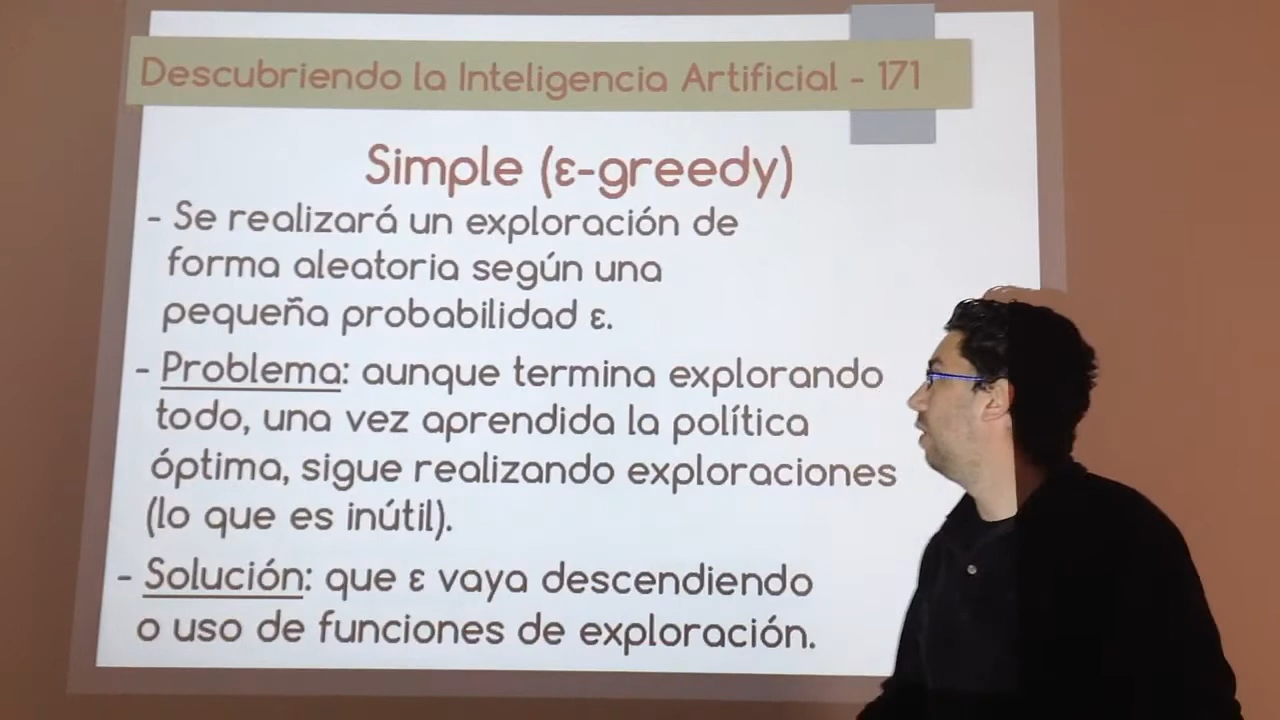 Descubriendo la Inteligencia Artificial - 171
Simple (ε-greedy)
- Se realizará un exploración de
forma aleatoria según una
pequeña probabilidad ε.
- Problema: aunque termina explorando
todo, una vez aprendida la política
óptima, sigue realizando exploraciones
(lo que es inútil).
- Solución: que ε vaya descendiendo
o uso de funciones de exploración.